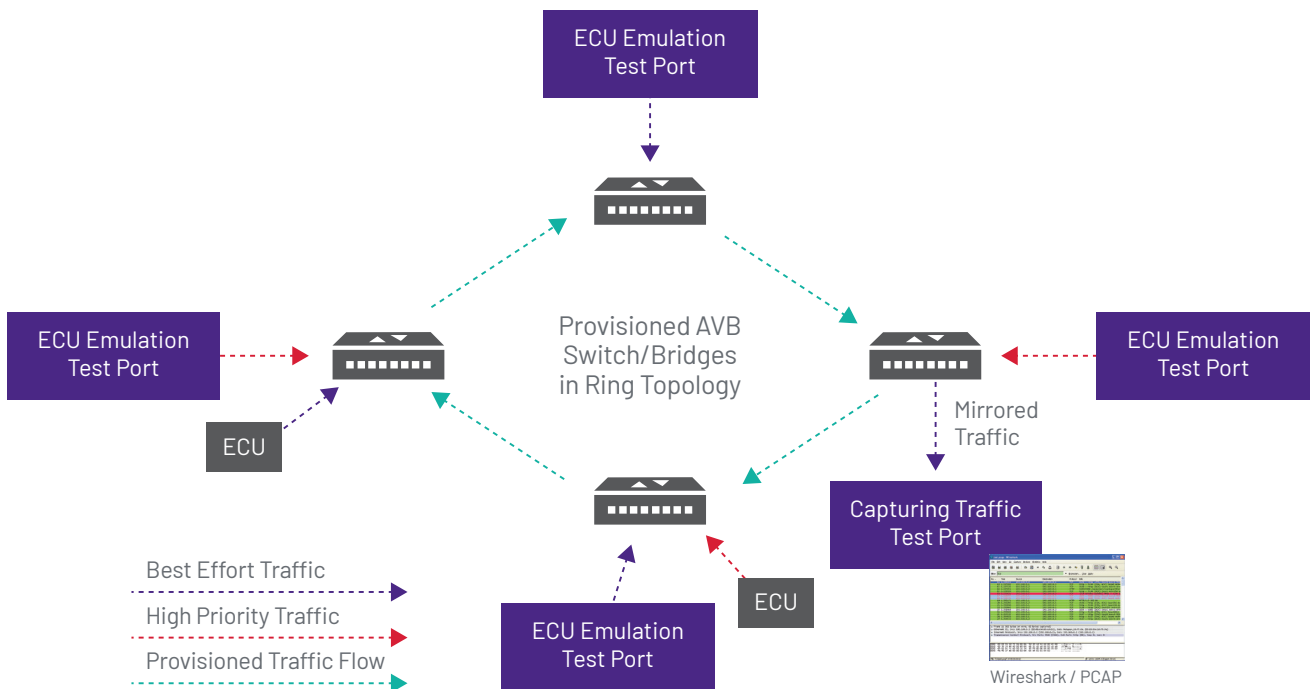 ECU Emulation
Test Port
Provisioned AVB
Switch/Bridges
in Ring Topology
ECU Emulation
Test Port
ECU Emulation
Test Port
Mirrored
Traffic
ECU
Capturing Traffic
Test Port
Best Effort Traffic
High Priority Traffic
Provisioned Traffic Flow
ECU
ECU Emulation
Test Port
Wireshark / PCAP